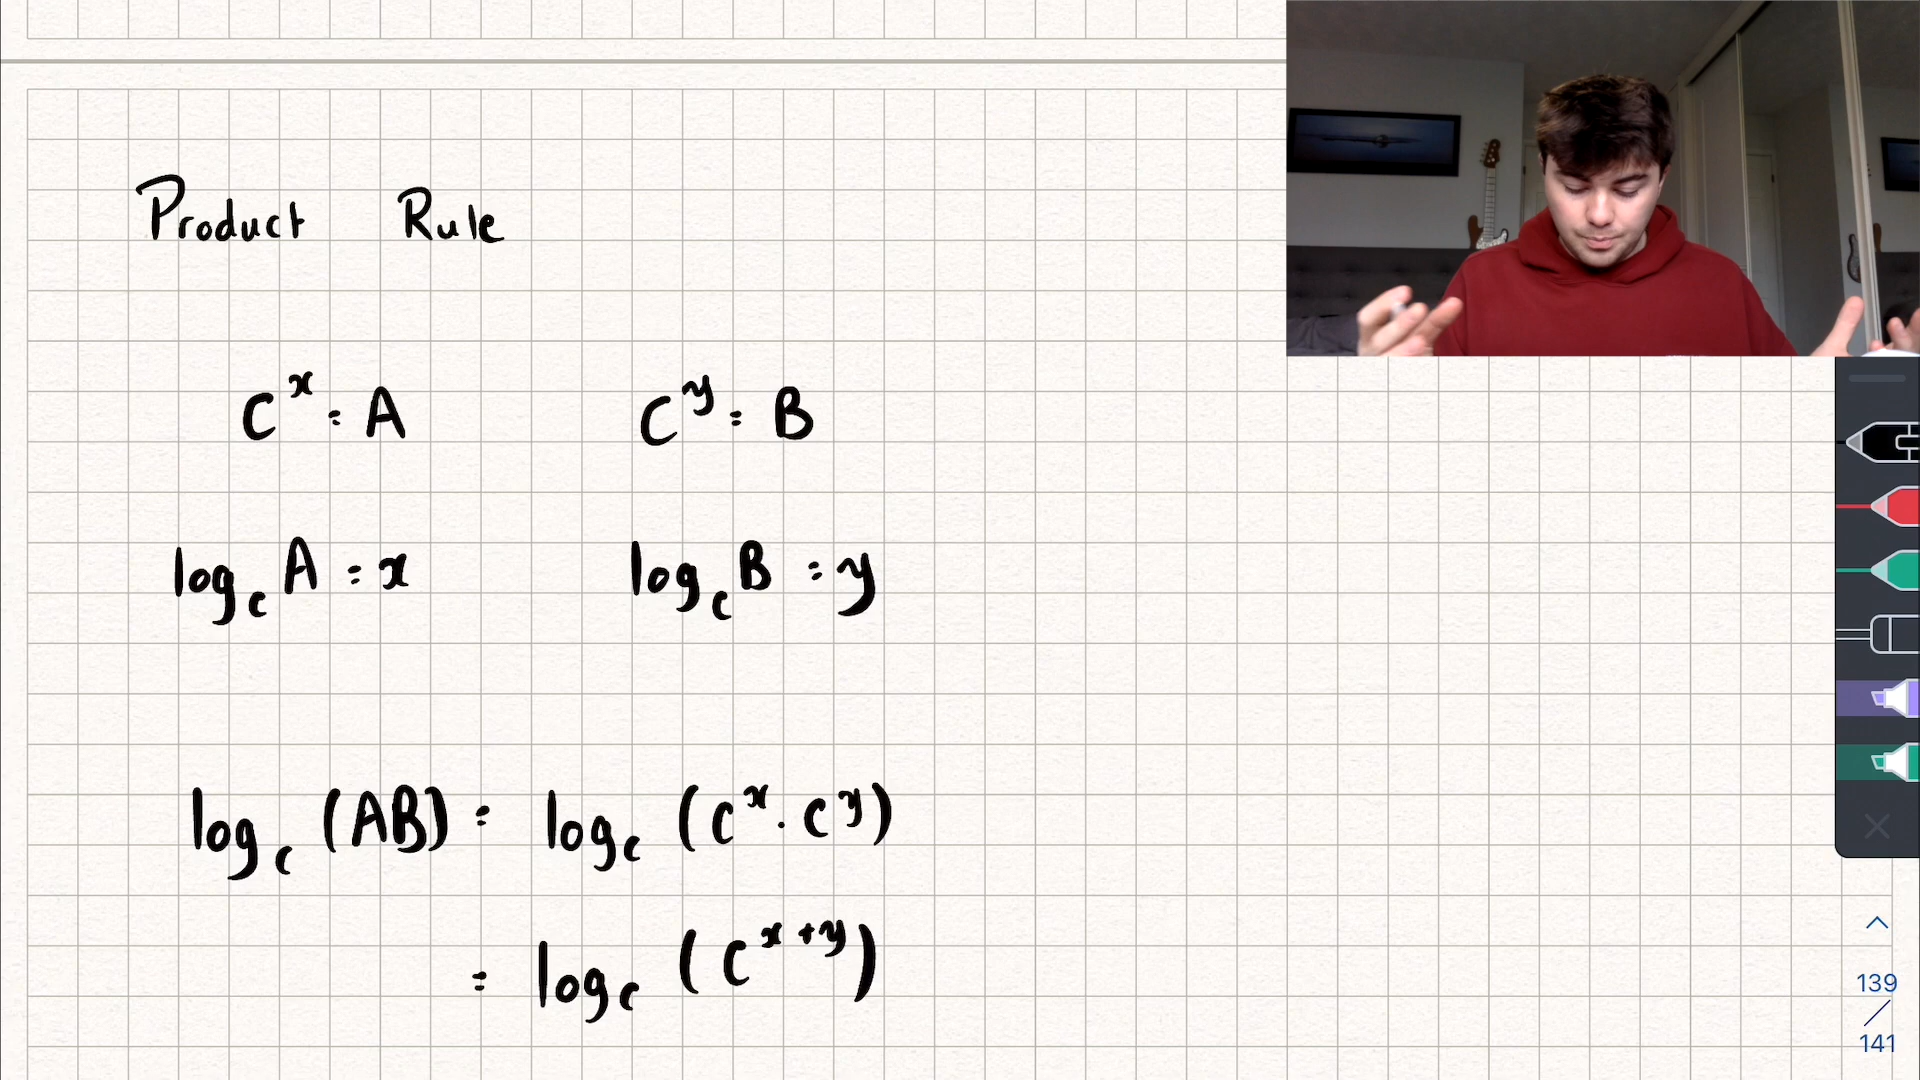 Product Rule
C^x = A C^y = B
log_c A = x log_c B = y
log_c (AB) = log_c (C^x . C^y)
= log_c (C^x+y)
139
/
141